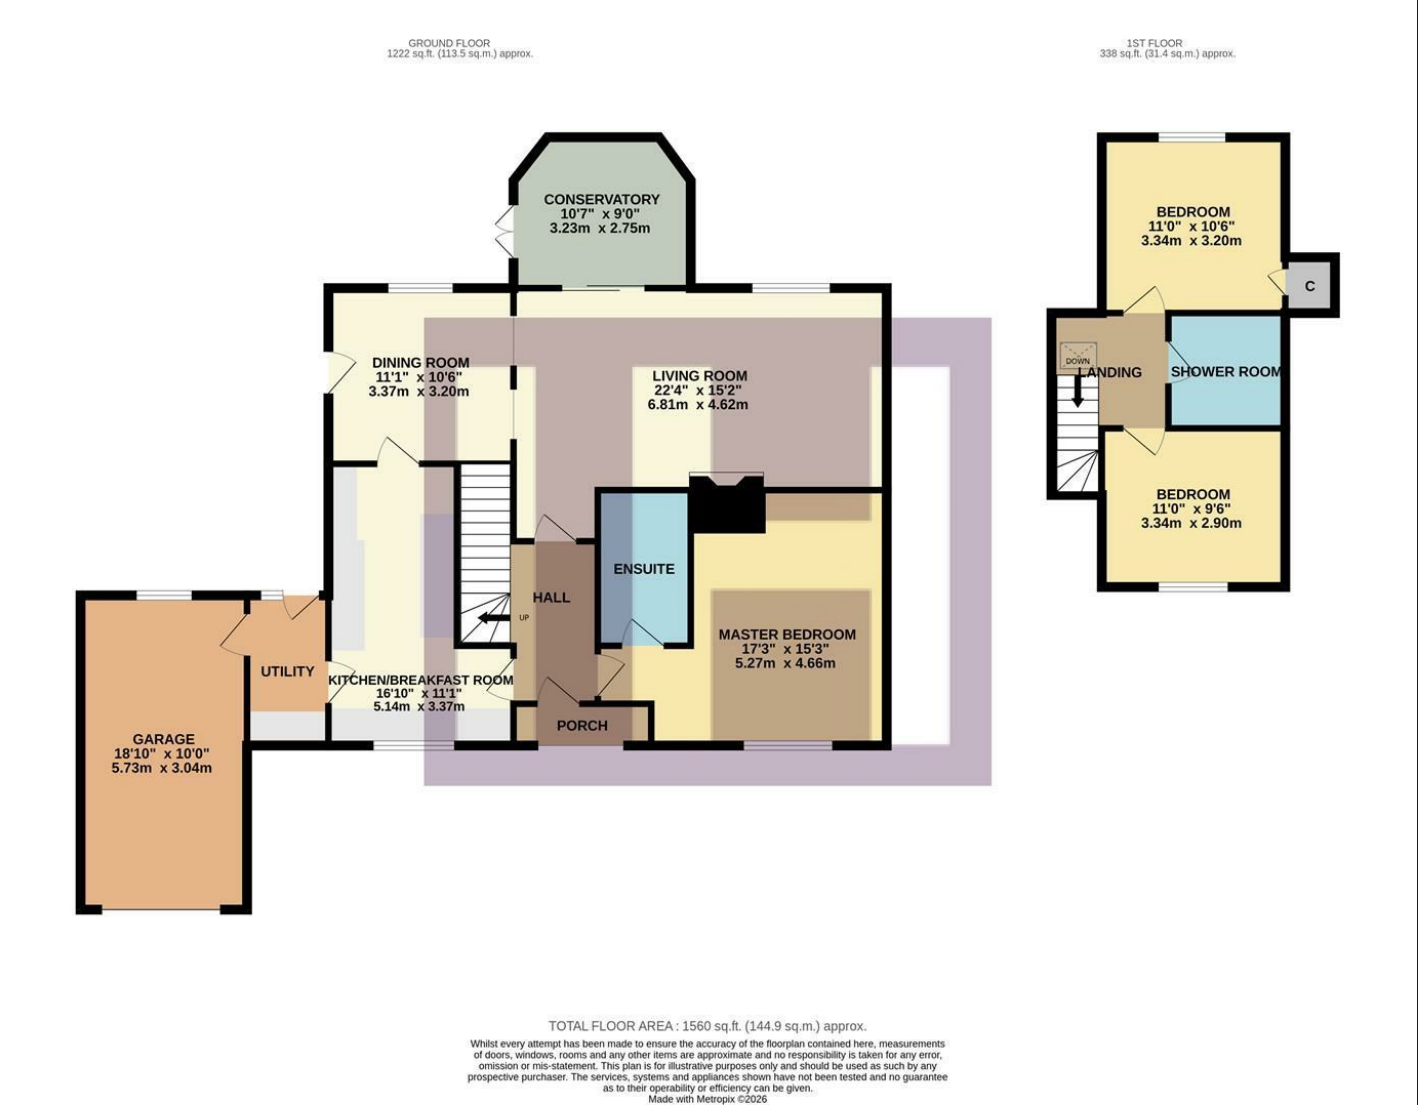 GROUND FLOOR
1222 sq.ft. (113.5 sq.m.) approx.
1ST FLOOR
338 sq.ft. (31.4 sq.m.) approx.
CONSERVATORY
10'7" x 9'0"
3.23m x 2.75m
BEDROOM
11'0" x 10'6"
3.34m x 3.20m
C
DINING ROOM
11'1" x 10'6"
3.37m x 3.20m
LIVING ROOM
22'4" x 15'2"
6.81m x 4.62m
DOWN
LANDING
SHOWER ROOM
BEDROOM
11'0" x 9'6"
3.34m x 2.90m
ENSUITE
HALL
UP
MASTER BEDROOM
17'3" x 15'3"
5.27m x 4.66m
UTILITY
KITCHEN/BREAKFAST ROOM
16'10" x 11'1"
5.14m x 3.37m
PORCH
GARAGE
18'10" x 10'0"
5.73m x 3.04m
TOTAL FLOOR AREA : 1560 sq.ft. (144.9 sq.m.) approx.
Whilst every attempt has been made to ensure the accuracy of the floorplan contained here, measurements
of doors, windows, rooms and any other items are approximate and no responsibility is taken for any error,
omission or mis-statement. This plan is for illustrative purposes only and should be used as such by any
prospective purchaser. The services, systems and appliances shown have not been tested and no guarantee
as to their operability or efficiency can be given.
Made with Metropix ©2026